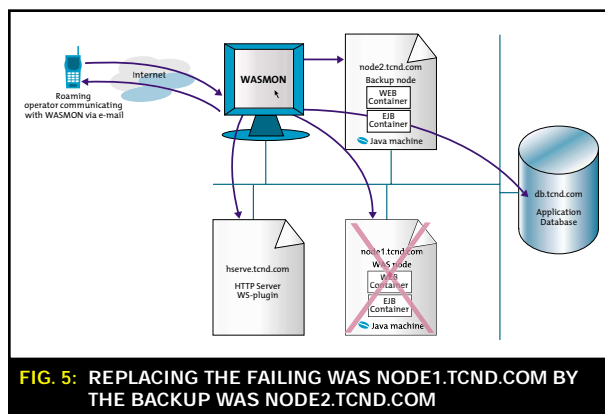 Internet
Roaming
operator communicating
with WASMON via e-mail
WASMON
node2.tcnd.com
Backup node
WEB
Container
EJB
Container
Java machine
db.tcnd.com
Application
Database
hserve.tcnd.com
HTTP Server
WS-plugin
node1.tcnd.com
WAS node
WEB
Container
EJB
Container
Java machine
FIG. 5: REPLACING THE FAILING WAS NODE1.TCND.COM BY
THE BACKUP WAS NODE2.TCND.COM